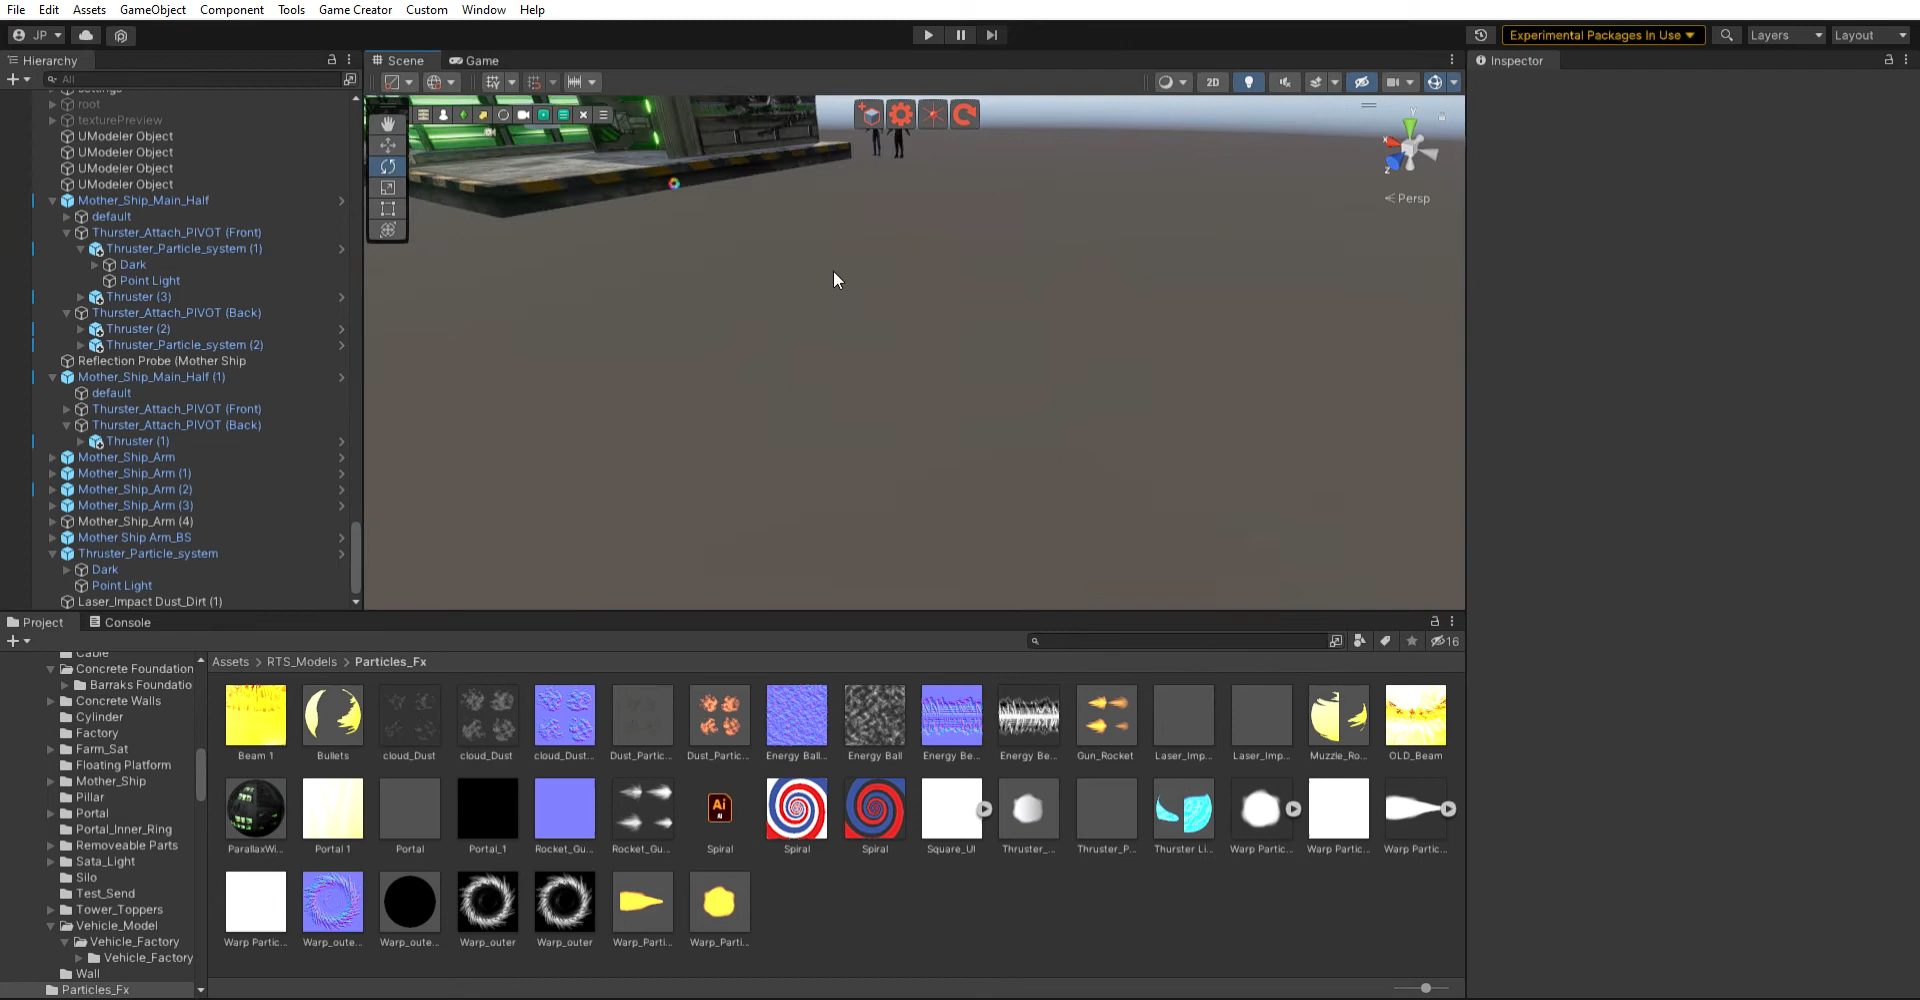 File Edit Assets GameObject Component Tools Game Creator Custom Window Help
JP Experimental Packages In Use Layers Layout
Hierarchy
Scene Game
Inspector
All
2D
settings
root
texturePreview
UModeler Object
UModeler Object
UModeler Object
UModeler Object
Mother_Ship_Main_Half
default
Thurster_Attach_PIVOT (Front)
Thruster_Particle_system (1)
Dark
Point Light
Thruster (3)
Thurster_Attach_PIVOT (Back)
Thruster (2)
Thruster_Particle_system (2)
Reflection Probe (Mother Ship
Mother_Ship_Main_Half (1)
default
Thurster_Attach_PIVOT (Front)
Thurster_Attach_PIVOT (Back)
Thruster (1)
Mother_Ship_Arm
Mother_Ship_Arm (1)
Mother_Ship_Arm (2)
Mother_Ship_Arm (3)
Mother_Ship_Arm (4)
Mother Ship Arm_BS
Thruster_Particle_system
Dark
Point Light
Laser_Impact Dust_Dirt (1)
y
x
z
< Persp
Project Console
16
Cable
Concrete Foundation
Barraks Foundatio
Concrete Walls
Cylinder
Factory
Farm_Sat
Floating Platform
Mother_Ship
Pillar
Portal
Portal_Inner_Ring
Removeable Parts
Sata_Light
Silo
Test_Send
Tower_Toppers
Vehicle_Model
Vehicle_Factory
Vehicle_Factory
Wall
Particles_Fx
Assets > RTS_Models > Particles_Fx
Beam 1 Bullets cloud_Dust cloud_Dust cloud_Dust... Dust_Partic... Dust_Partic... Energy Ball... Energy Ball Energy Be... Energy Be... Gun_Rocket Laser_Imp... Laser_Imp... Muzzle_Ro... OLD_Beam
Ai
AI
ParallaxWi... Portal 1 Portal Portal_1 Rocket_Gu... Rocket_Gu... Spiral Spiral Spiral Square_UI Thruster_... Thruster_P... Thurster Li... Warp Partic... Warp Partic... Warp Partic...
Warp Partic... Warp_oute... Warp_oute... Warp_outer Warp_outer Warp_Parti... Warp_Parti...